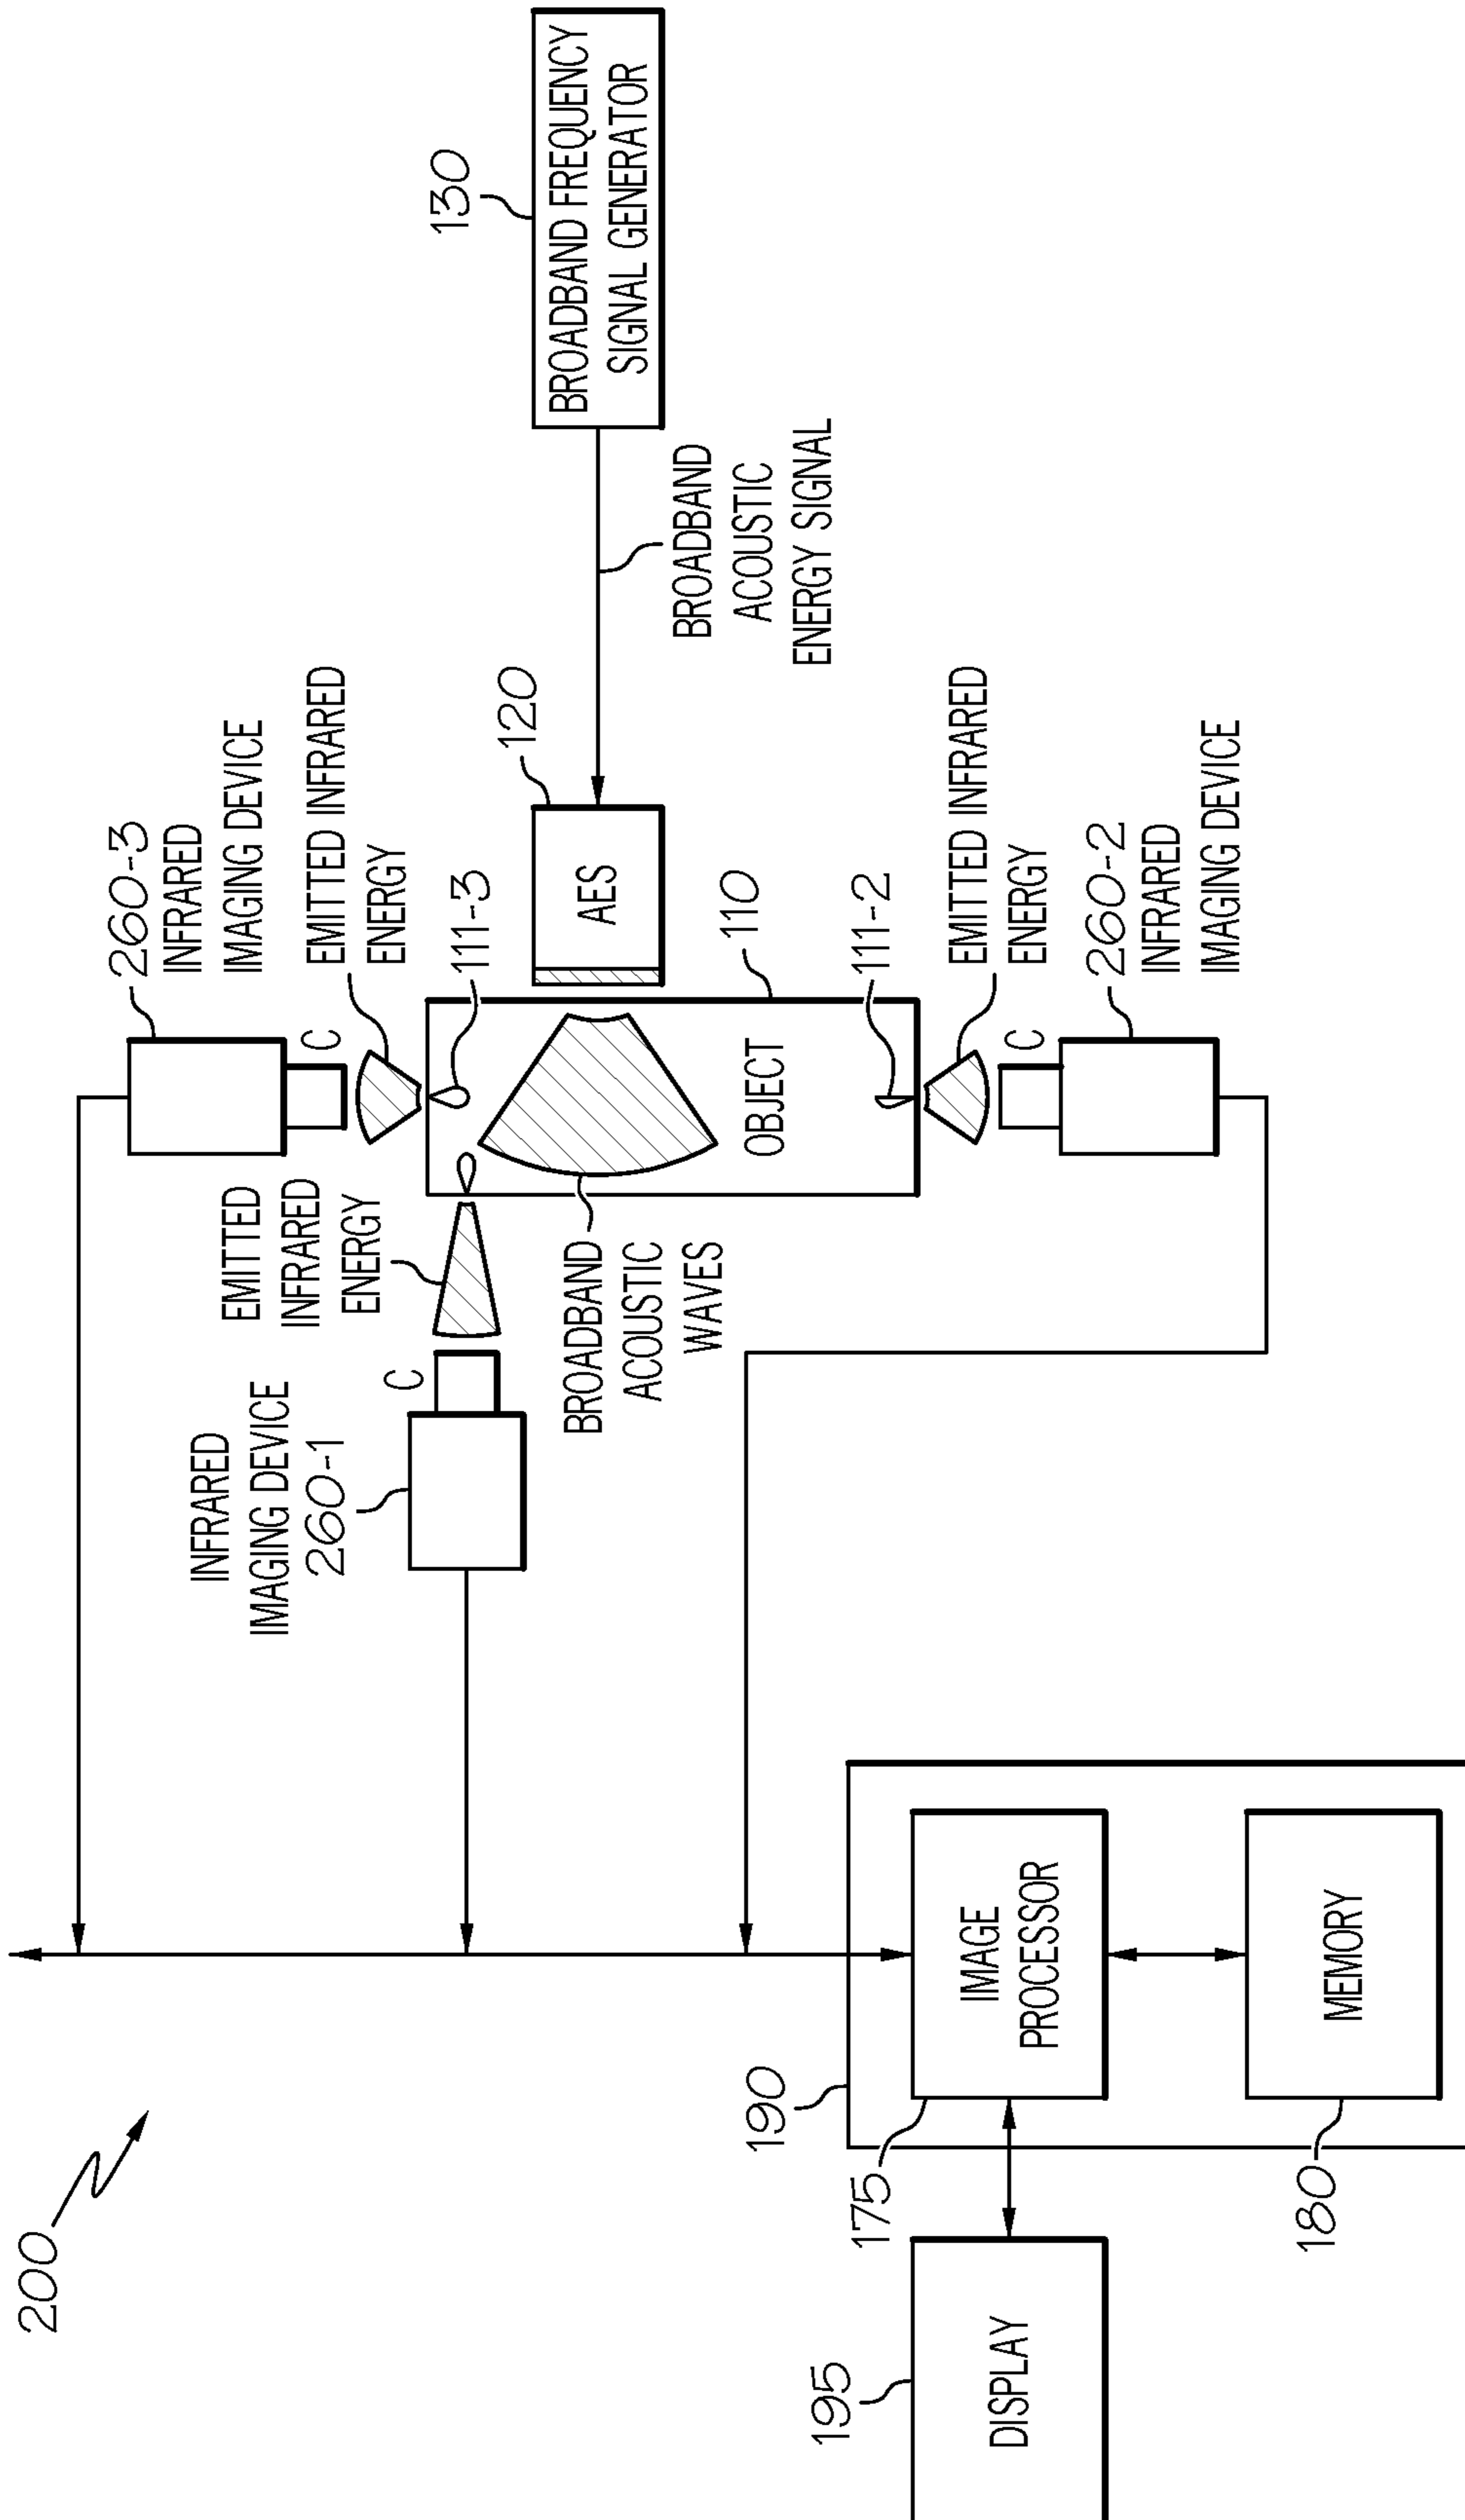 200
260-3
INFRARED
IMAGING DEVICE
C
EMITTED INFRARED
ENERGY
111-3
EMITTED
INFRARED
ENERGY
INFRARED
IMAGING DEVICE
260-1
C
130
BROADBAND FREQUENCY
SIGNAL GENERATOR
120
AES
BROADBAND
ACOUSTIC
ENERGY SIGNAL
BROADBAND
ACOUSTIC
WAVES
110
OBJECT
111-2
EMITTED INFRARED
ENERGY
C
260-2
INFRARED
IMAGING DEVICE
190
175
IMAGE
PROCESSOR
195
DISPLAY
180
MEMORY